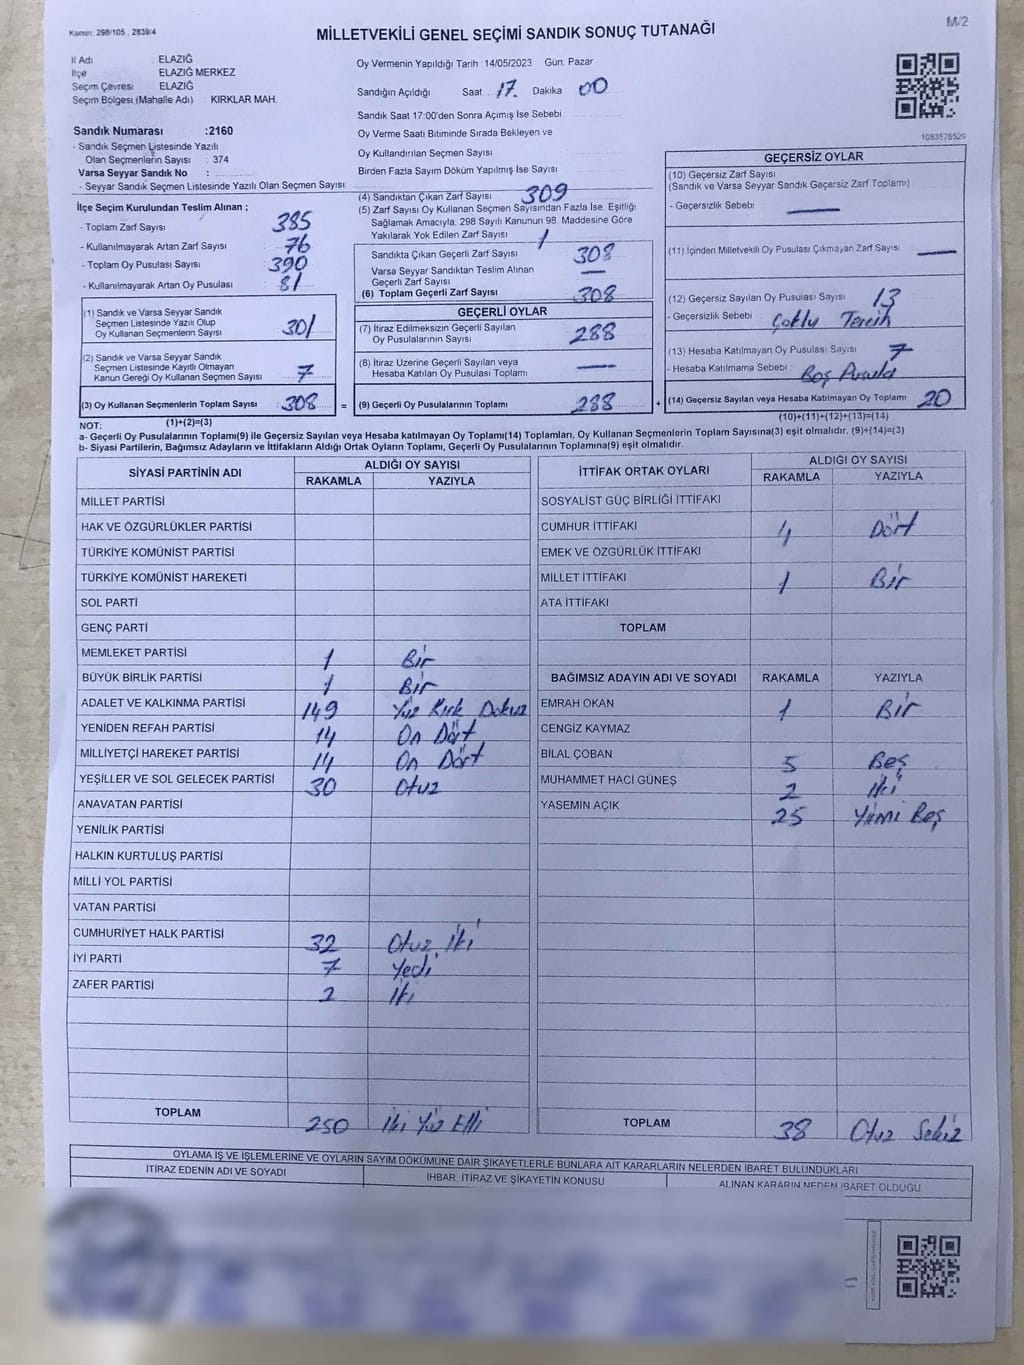 Kanun: 298/105 , 2839/4
MİLLETVEKİLİ GENEL SEÇİMİ SANDIK SONUÇ TUTANAĞI
M/2
İl Adı : ELAZIĞ
İlçe : ELAZIĞ MERKEZ
Seçim Çevresi : ELAZIĞ
Seçim Bölgesi (Mahalle Adı) : KIRKLAR MAH.
Sandık Numarası :2160
- Sandık Seçmen Listesinde Yazılı
Olan Seçmenlerin Sayısı : 374
Varsa Seyyar Sandık No :
- Seyyar Sandık Seçmen Listesinde Yazılı Olan Seçmen Sayısı:
Oy Vermenin Yapıldığı Tarih :14/05/2023 Gün: Pazar
Sandığın Açıldığı Saat : 17 Dakika 00
Sandık Saat 17:00'den Sonra Açımış İse Sebebi
Oy Verme Saati Bitiminde Sırada Bekleyen ve
Oy Kullandırılan Seçmen Sayısı
Birden Fazla Sayım Döküm Yapılmış İse Sayısı
1083575520
İlçe Seçim Kurulundan Teslim Alınan ;
- Toplam Zarf Sayısı 385
- Kullanılmayarak Artan Zarf Sayısı 76
- Toplam Oy Pusulası Sayısı 390
- Kullanılmayarak Artan Oy Pusulası 81
(1) Sandık ve Varsa Seyyar Sandık
Seçmen Listesinde Yazılı Olup
Oy Kullanan Seçmenlerin Sayısı 301
(2) Sandık ve Varsa Seyyar Sandık
Seçmen Listesinde Kayıtlı Olmayan
Kanun Gereği Oy Kullanan Seçmen Sayısı 7
(3) Oy Kullanan Seçmenlerin Toplam Sayısı 308 =
(4) Sandıktan Çıkan Zarf Sayısı 309
(5) Zarf Sayısı Oy Kullanan Seçmen Sayısından Fazla İse, Eşitliği
Sağlamak Amacıyla, 298 Sayılı Kanunun 98. Maddesine Göre
Yakılarak Yok Edilen Zarf Sayısı 1
Sandıkta Çıkan Geçerli Zarf Sayısı 308
Varsa Seyyar Sandıktan Teslim Alınan
Geçerli Zarf Sayısı —
(6) Toplam Geçerli Zarf Sayısı 308
GEÇERLİ OYLAR
(7) İtiraz Edilmeksizin Geçerli Sayılan
Oy Pusulalarının Sayısı 288
(8) İtiraz Üzerine Geçerli Sayılan veya
Hesaba Katılan Oy Pusulası Toplamı —
(9) Geçerli Oy Pusulalarının Toplamı 288 +
GEÇERSİZ OYLAR
(10) Geçersiz Zarf Sayısı
(Sandık ve Varsa Seyyar Sandık Geçersiz Zarf Toplamı)
- Geçersizlik Sebebi : —
(11) İçinden Milletvekili Oy Pusulası Çıkmayan Zarf Sayısı —
(12) Geçersiz Sayılan Oy Pusulası Sayısı 13
- Geçersizlik Sebebi : Çoklu Tercih
(13) Hesaba Katılmayan Oy Pusulası Sayısı 7
- Hesaba Katılmama Sebebi : Boş Pusula
(14) Geçersiz Sayılan veya Hesaba Katılmayan Oy Toplamı 20
NOT: (1)+(2)=(3) (10)+(11)+(12)+(13)=(14)
a- Geçerli Oy Pusulalarının Toplamı(9) ile Geçersiz Sayılan veya Hesaba Katılmayan Oy Toplamı(14) Toplamları, Oy Kullanan Seçmenlerin Toplam Sayısına(3) eşit olmalıdır. (9)+(14)=(3)
b- Siyasi Partilerin, Bağımsız Adayların ve İttifakların Aldığı Ortak Oyların Toplamı, Geçerli Oy Pusulalarının Toplamına(9) eşit olmalıdır.
SİYASİ PARTİNİN ADI ALDIĞI OY SAYISI
RAKAMLA YAZIYLA
MİLLET PARTİSİ
HAK VE ÖZGÜRLÜKLER PARTİSİ
TÜRKİYE KOMÜNİST PARTİSİ
TÜRKİYE KOMÜNİST HAREKETİ
SOL PARTİ
GENÇ PARTİ
MEMLEKET PARTİSİ 1 Bir
BÜYÜK BİRLİK PARTİSİ 1 Bir
ADALET VE KALKINMA PARTİSİ 149 Yüz Kırk Dokuz
YENİDEN REFAH PARTİSİ 14 On Dört
MİLLİYETÇİ HAREKET PARTİSİ 14 On Dört
YEŞİLLER VE SOL GELECEK PARTİSİ 30 Otuz
ANAVATAN PARTİSİ
YENİLİK PARTİSİ
HALKIN KURTULUŞ PARTİSİ
MİLLİ YOL PARTİSİ
VATAN PARTİSİ
CUMHURİYET HALK PARTİSİ 32 Otuz İki
İYİ PARTİ 7 Yedi
ZAFER PARTİSİ 2 İki
TOPLAM 250 İki Yüz Elli
İTTİFAK ORTAK OYLARI ALDIĞI OY SAYISI
RAKAMLA YAZIYLA
SOSYALİST GÜÇ BİRLİĞİ İTTİFAKI
CUMHUR İTTİFAKI 4 Dört
EMEK VE ÖZGÜRLÜK İTTİFAKI
MİLLET İTTİFAKI 1 Bir
ATA İTTİFAKI
TOPLAM
BAĞIMSIZ ADAYIN ADI VE SOYADI RAKAMLA YAZIYLA
EMRAH OKAN 1 Bir
CENGİZ KAYMAZ
BİLAL ÇOBAN 5 Beş
MUHAMMET HACİ GÜNEŞ 2 İki
YASEMİN AÇIK 25 Yirmi Beş
TOPLAM 38 Otuz Sekiz
OYLAMA İŞ VE İŞLEMLERİNE VE OYLARIN SAYIM DÖKÜMÜNE DAİR ŞİKAYETLERLE BUNLARA AİT KARARLARIN NELERDEN İBARET BULUNDUKLARI
İTİRAZ EDENİN ADI VE SOYADI İHBAR, İTİRAZ VE ŞİKAYETİN KONUSU ALINAN KARARIN NEDEN İBARET OLDUĞU